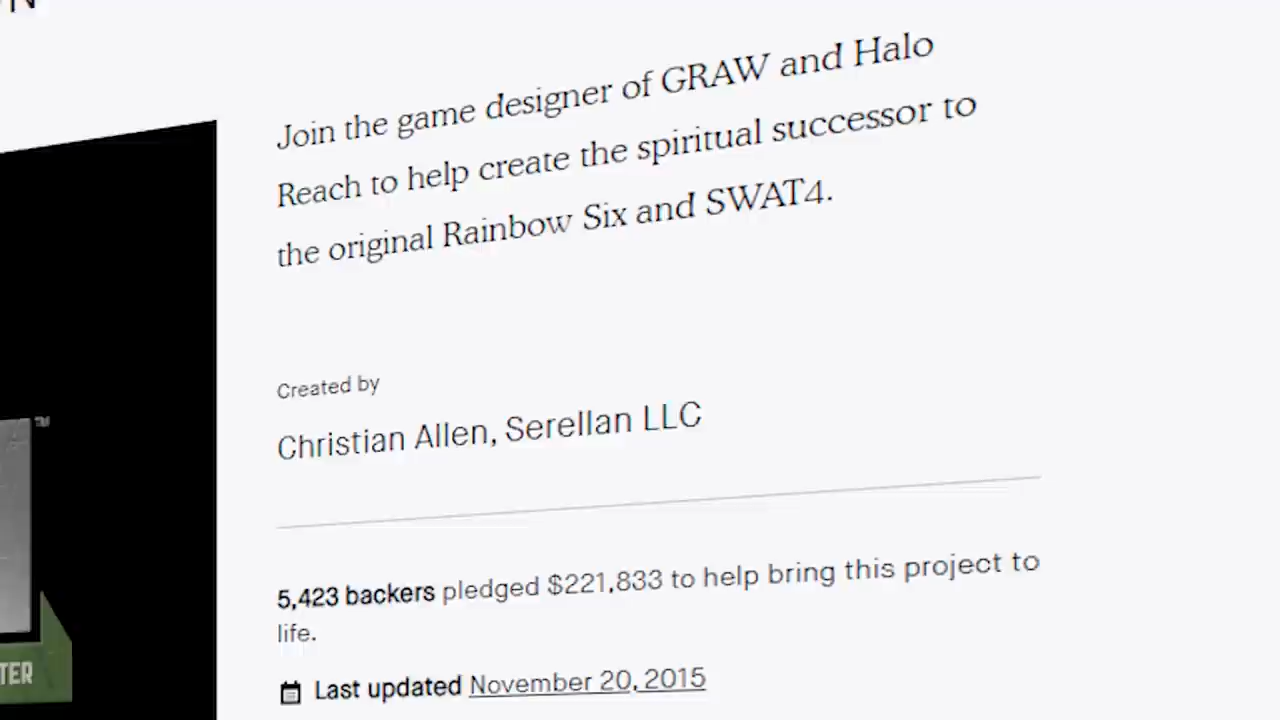 Join the game designer of GRAW and Halo
Reach to help create the spiritual successor to
the original Rainbow Six and SWAT4.
Created by
Christian Allen, Serellan LLC
5,423 backers pledged $221,833 to help bring this project to
life.
TM
TER
Last updated November 20, 2015